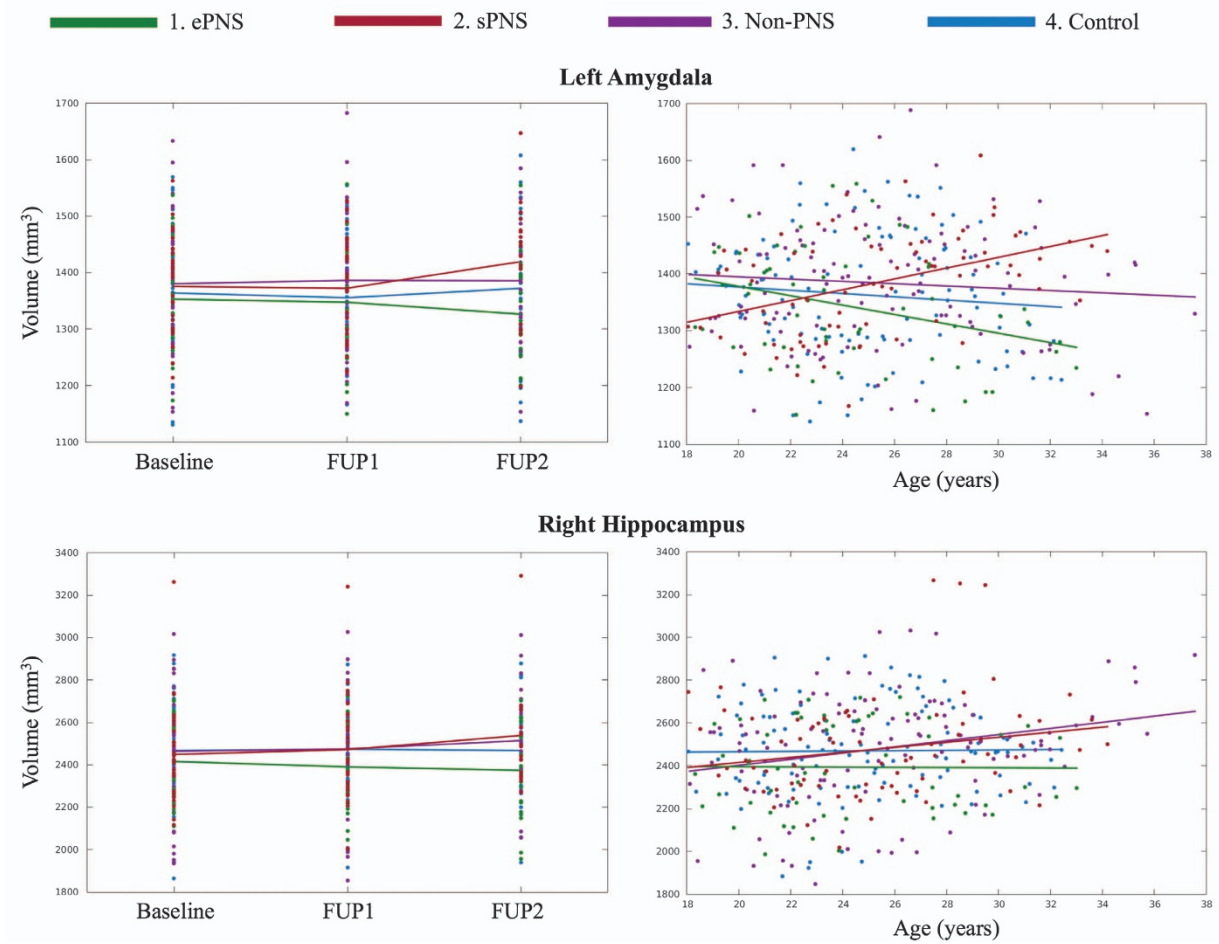 1. ePNS 2. sPNS 3. Non-PNS 4. Control
Left Amygdala
Volume (mm³)
1700
1600
1500
1400
1300
1200
1100
Baseline FUP1 FUP2
1700
1600
1500
1400
1300
1200
1100
18 20 22 24 26 28 30 32 34 36 38
Age (years)
Right Hippocampus
Volume (mm³)
3400
3200
3000
2800
2600
2400
2200
2000
1800
Baseline FUP1 FUP2
3400
3200
3000
2800
2600
2400
2200
2000
1800
18 20 22 24 26 28 30 32 34 36 38
Age (years)